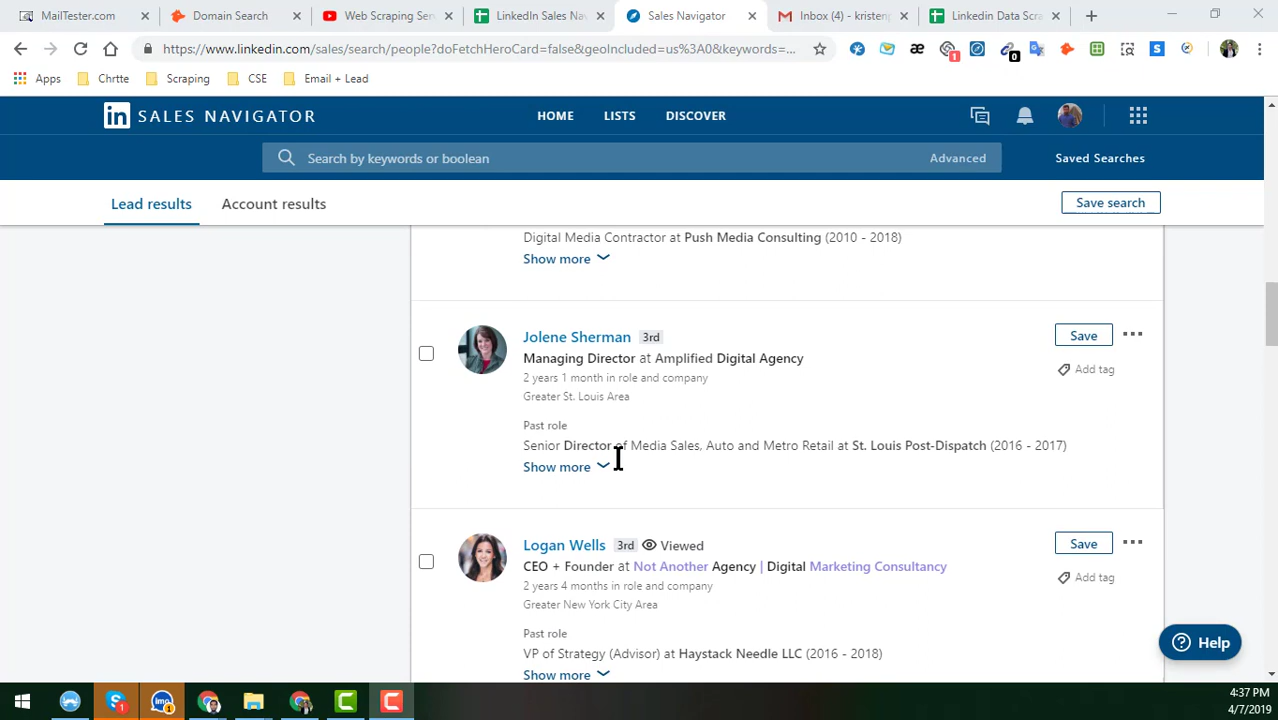 MailTester.com
Domain Search
Web Scraping Ser
LinkedIn Sales Na
Sales Navigator
Inbox (4) - kristenp
Linkedin Data Scra
https://www.linkedin.com/sales/search/people?doFetchHeroCard=false&geoIncluded=us%3A0&keywords=...
Apps
Chrtte
Scraping
CSE
Email + Lead
in SALES NAVIGATOR
HOME
LISTS
DISCOVER
Search by keywords or boolean
Advanced
Saved Searches
Lead results
Account results
Save search
Digital Media Contractor at Push Media Consulting (2010 - 2018)
Show more
Jolene Sherman 3rd
Save
Managing Director at Amplified Digital Agency
Add tag
2 years 1 month in role and company
Greater St. Louis Area
Past role
Senior Director of Media Sales, Auto and Metro Retail at St. Louis Post-Dispatch (2016 - 2017)
Show more
Logan Wells 3rd Viewed
Save
CEO + Founder at Not Another Agency | Digital Marketing Consultancy
Add tag
2 years 4 months in role and company
Greater New York City Area
Past role
VP of Strategy (Advisor) at Haystack Needle LLC (2016 - 2018)
Show more
? Help
4:37 PM
4/7/2019